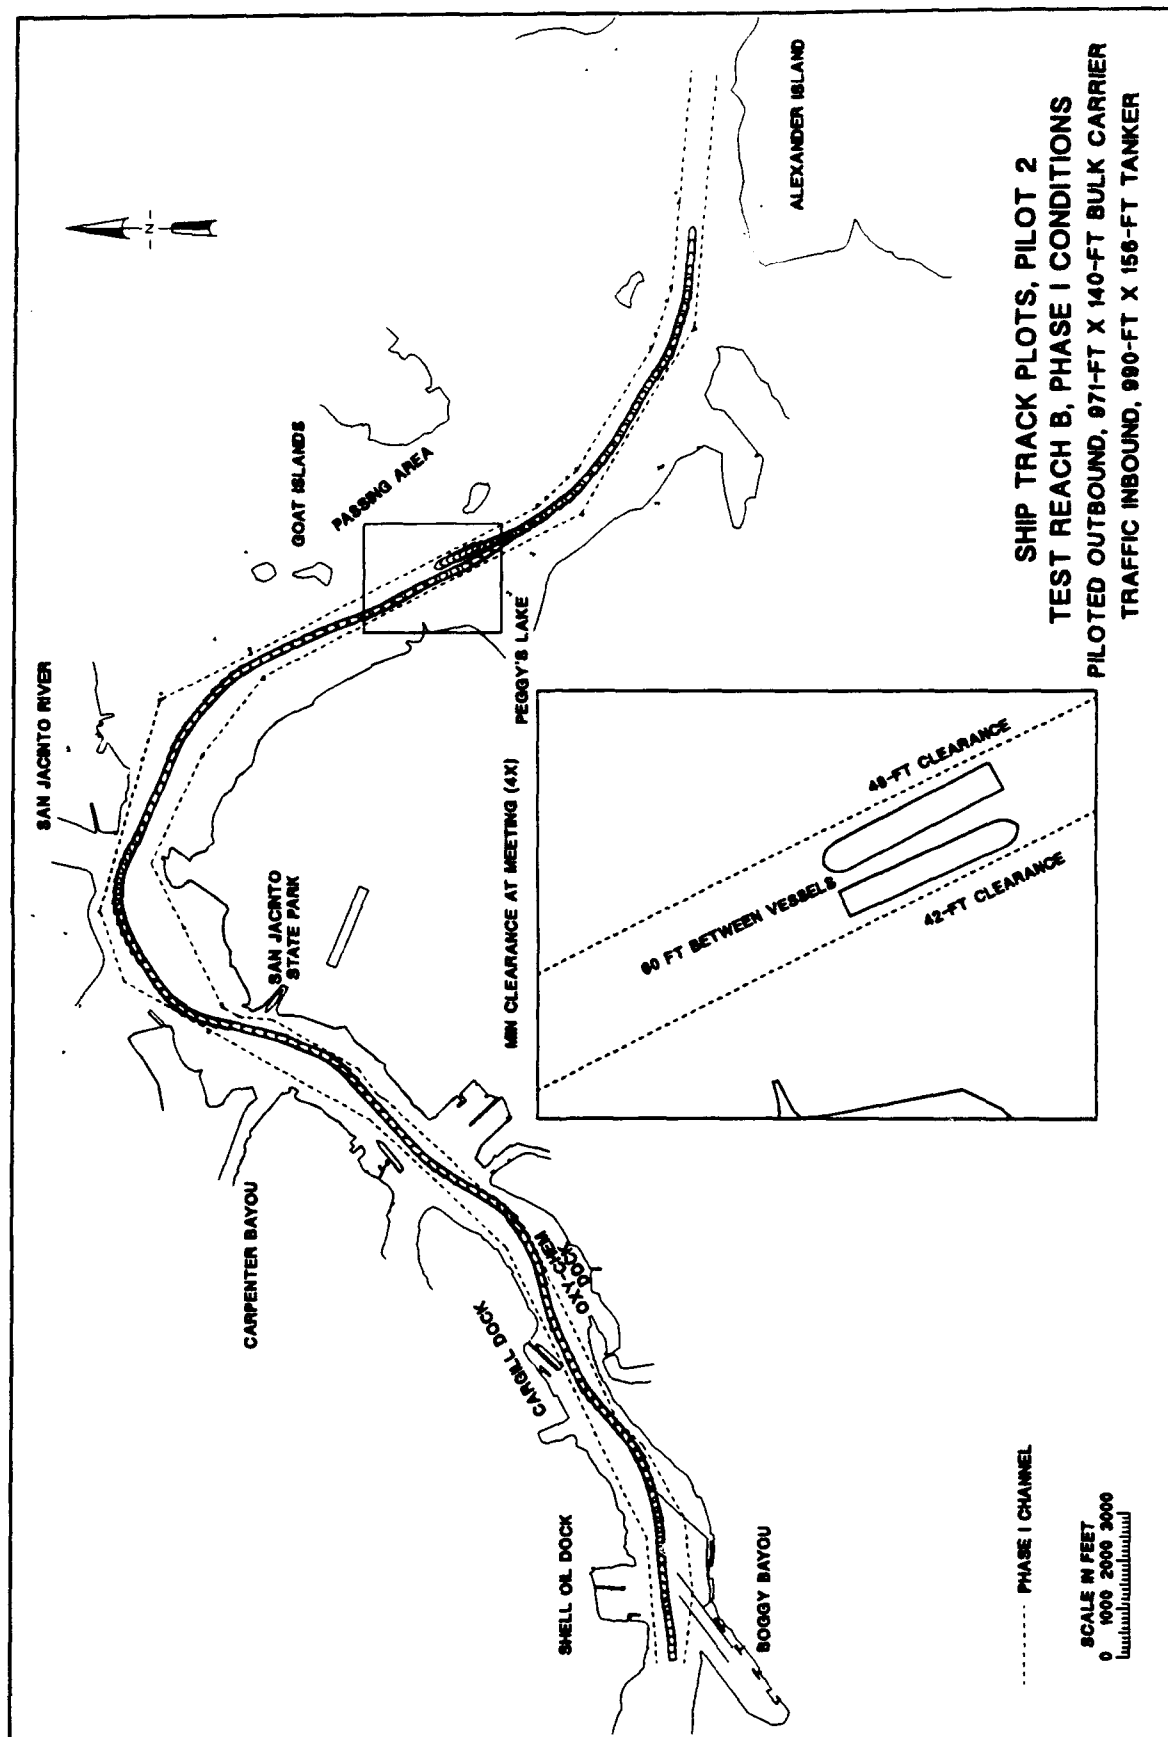 SAN JACINTO RIVER
GOAT ISLANDS
PASSING AREA
ALEXANDER ISLAND
N
PEGGY'S LAKE
SAN JACINTO
STATE PARK
CARPENTER BAYOU
CARGILL DOCK
OXY-CHEM
DOCK
SHELL OIL DOCK
BOGGY BAYOU
MIN CLEARANCE AT MEETING (4X)
60 FT BETWEEN VESSELS
48-FT CLEARANCE
42-FT CLEARANCE
PHASE I CHANNEL
SCALE IN FEET
0 1000 2000 3000
SHIP TRACK PLOTS, PILOT 2
TEST REACH B, PHASE I CONDITIONS
PILOTED OUTBOUND, 971-FT X 140-FT BULK CARRIER
TRAFFIC INBOUND, 990-FT X 156-FT TANKER